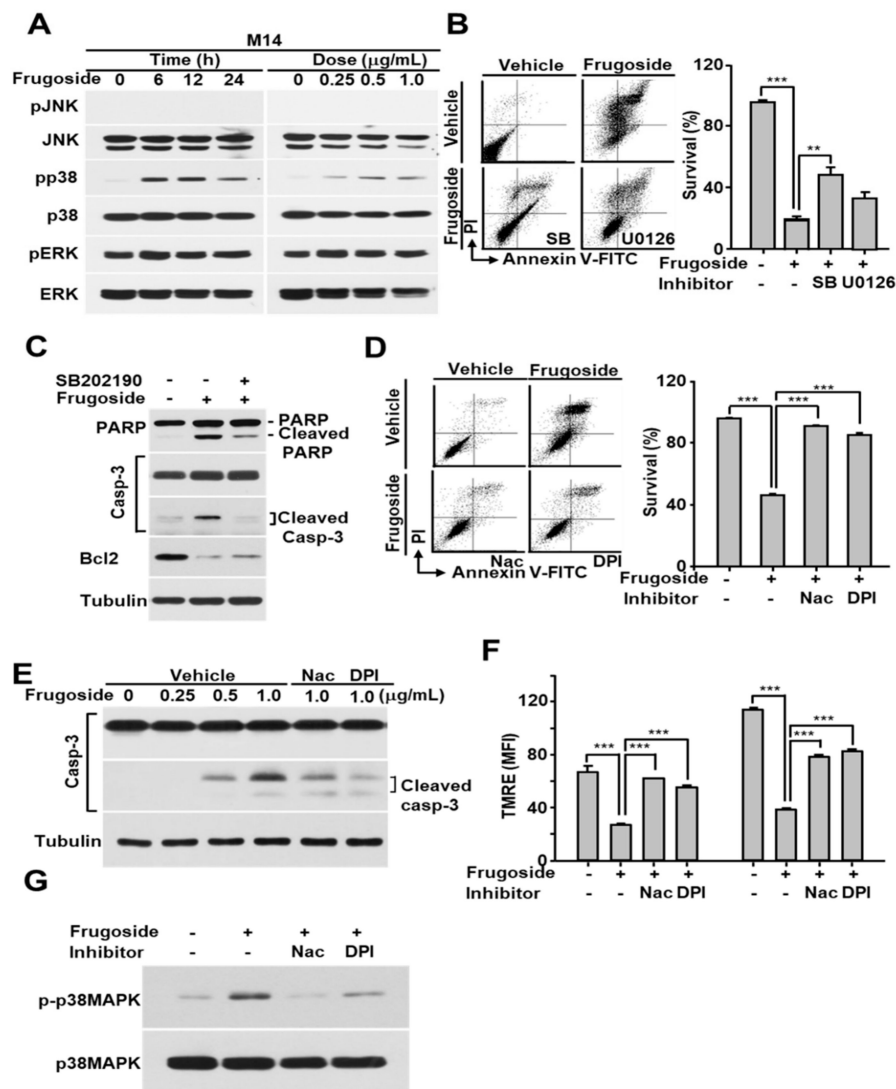 A
M14
Time (h) Dose (µg/mL)
Frugoside 0 6 12 24 0 0.25 0.5 1.0
pJNK
JNK
pp38
p38
pERK
ERK
B
Vehicle Frugoside
Vehicle
Frugoside
PI
SB U0126
Annexin V-FITC
Survival (%)
120
80
40
0
*** **
Frugoside - + + +
Inhibitor - - SB U0126
C
SB202190 - - +
Frugoside - + +
PARP - PARP
- Cleaved
PARP
Casp-3
Cleaved
Casp-3
Bcl2
Tubulin
D
Vehicle Frugoside
Vehicle
Frugoside
PI
Nac DPI
Annexin V-FITC
Survival (%)
120
80
40
0
***
*** ***
Frugoside - + + +
Inhibitor - - Nac DPI
E
Vehicle Nac DPI
Frugoside 0 0.25 0.5 1.0 1.0 1.0 (µg/mL)
Casp-3
Cleaved
casp-3
Tubulin
F
TMRE (MFI)
120
80
40
0
*** *** ***
*** *** ***
Frugoside - + + + - + + +
Inhibitor - - Nac DPI - - Nac DPI
G
Frugoside - + + +
Inhibitor - - Nac DPI
p-p38MAPK
p38MAPK